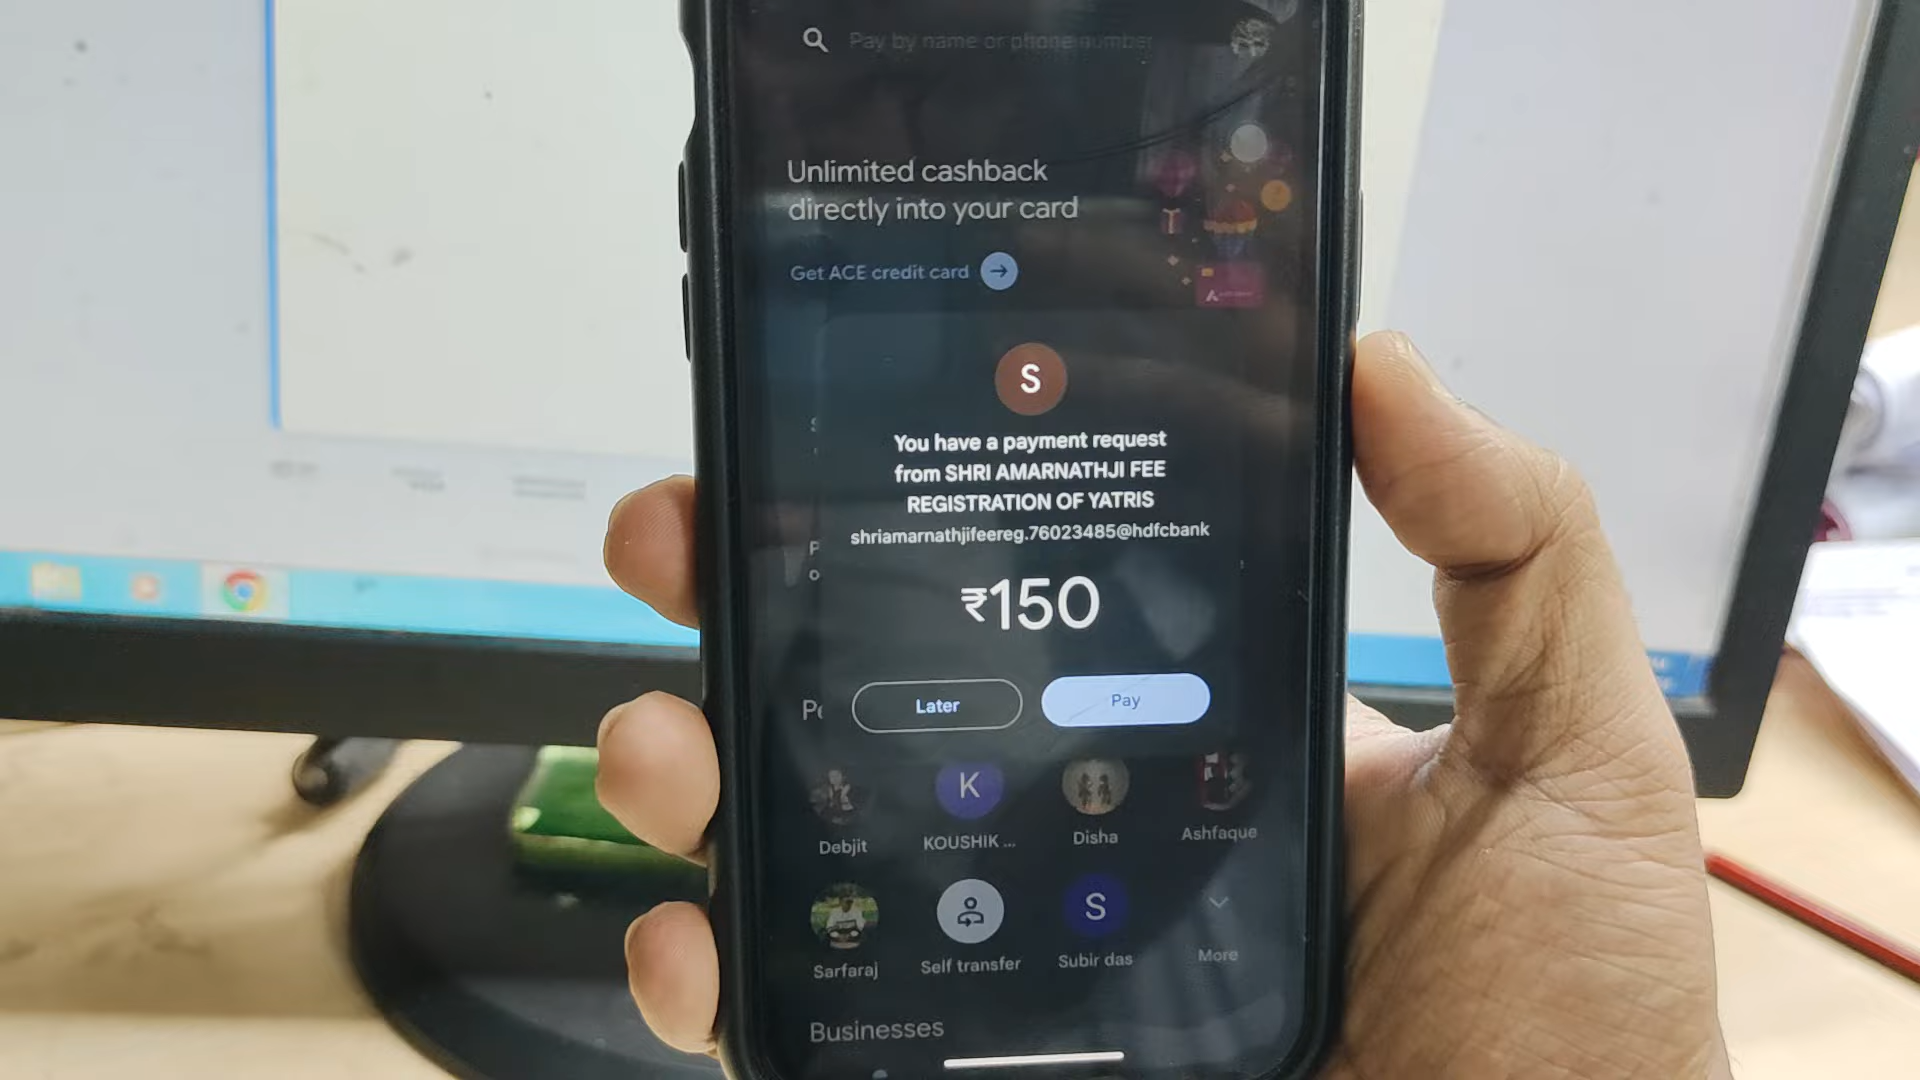 Pay by name or phone number
Unlimited cashback
directly into your card
Get ACE credit card
S
You have a payment request
from SHRI AMARNATHJI FEE
REGISTRATION OF YATRIS
shriamarnathjifeereg.76023485@hdfcbank
₹150
Later
Pay
K
Debjit
KOUSHIK ...
Disha
Ashfaque
S
Sarfaraj
Self transfer
Subir das
More
Businesses